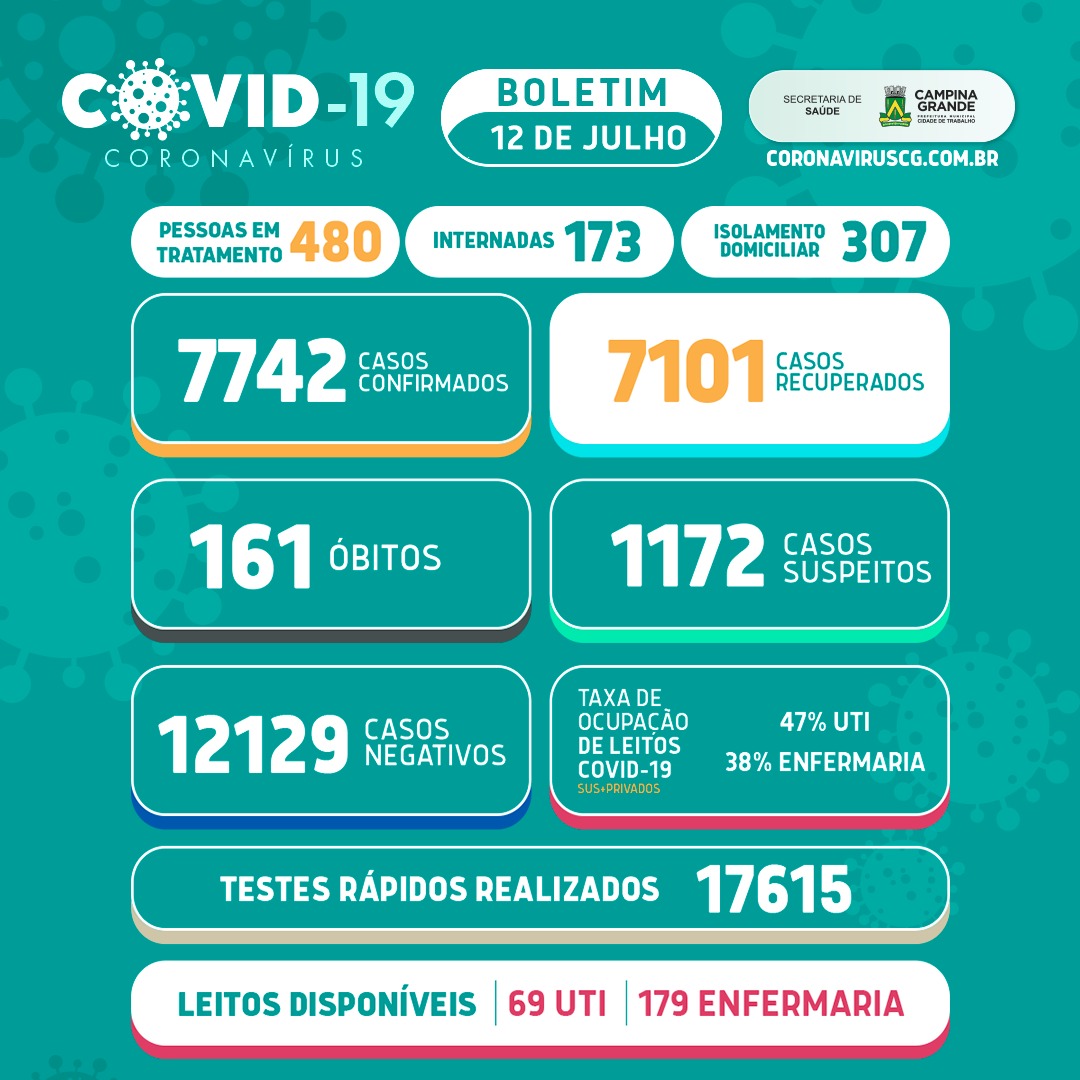 COVID-19
CORONAVÍRUS
BOLETIM
12 DE JULHO
SECRETARIA DE
SAÚDE
CAMPINA
GRANDE
PREFEITURA MUNICIPAL
CIDADE DE TRABALHO
CORONAVIRUSCG.COM.BR
PESSOAS EM
TRATAMENTO 480
INTERNADAS 173
ISOLAMENTO
DOMICILIAR 307
7742 CASOS
CONFIRMADOS
7101 CASOS
RECUPERADOS
161 ÓBITOS
1172 CASOS
SUSPEITOS
12129 CASOS
NEGATIVOS
TAXA DE
OCUPAÇÃO
DE LEITOS
COVID-19
SUS+PRIVADOS
47% UTI
38% ENFERMARIA
TESTES RÁPIDOS REALIZADOS 17615
LEITOS DISPONÍVEIS 69 UTI 179 ENFERMARIA